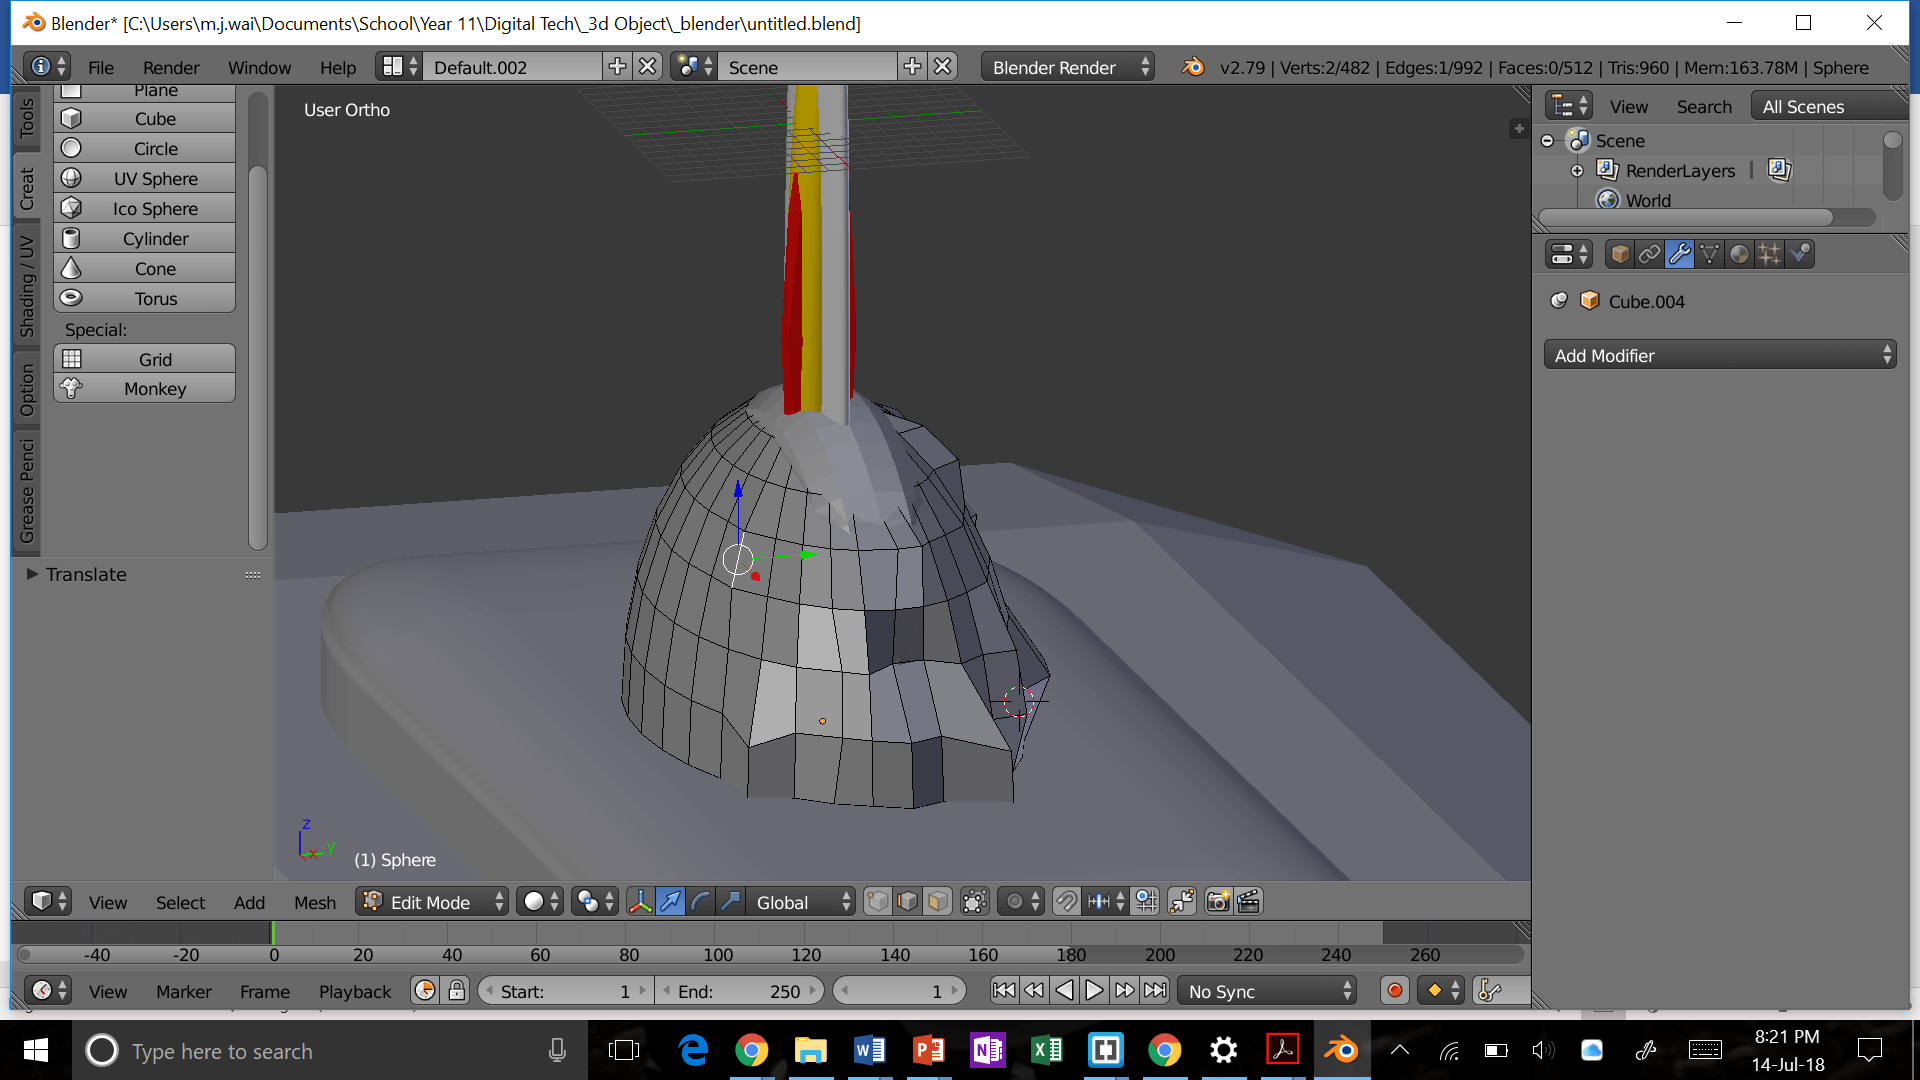 Blender* [C:\Users\m.j.wai\Documents\School\Year 11\Digital Tech\_3d Object\_blender\untitled.blend]
File Render Window Help Default.002 Scene Blender Render v2.79 | Verts:2/482 | Edges:1/992 | Faces:0/512 | Tris:960 | Mem:163.78M | Sphere
Tools
Creat
Shading / UV
Option
Grease Penci
Plane
Cube
Circle
UV Sphere
Ico Sphere
Cylinder
Cone
Torus
Special:
Grid
Monkey
Translate
User Ortho
z
y
x
(1) Sphere
View Search All Scenes
Scene
RenderLayers
World
Cube.004
Add Modifier
View Select Add Mesh Edit Mode Global
-40 -20 0 20 40 60 80 100 120 140 160 180 200 220 240 260
View Marker Frame Playback Start: 1 End: 250 1 No Sync
Type here to search
8:21 PM
14-Jul-18